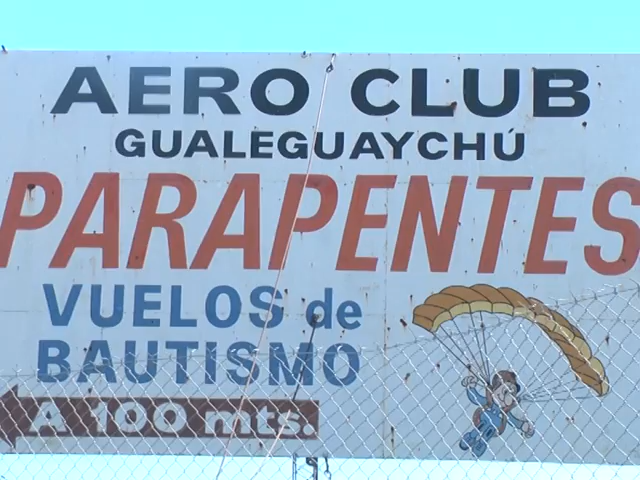 AERO CLUB
GUALEGUAYCHÚ
PARAPENTES
VUELOS de
BAUTISMO
A 100 mts.